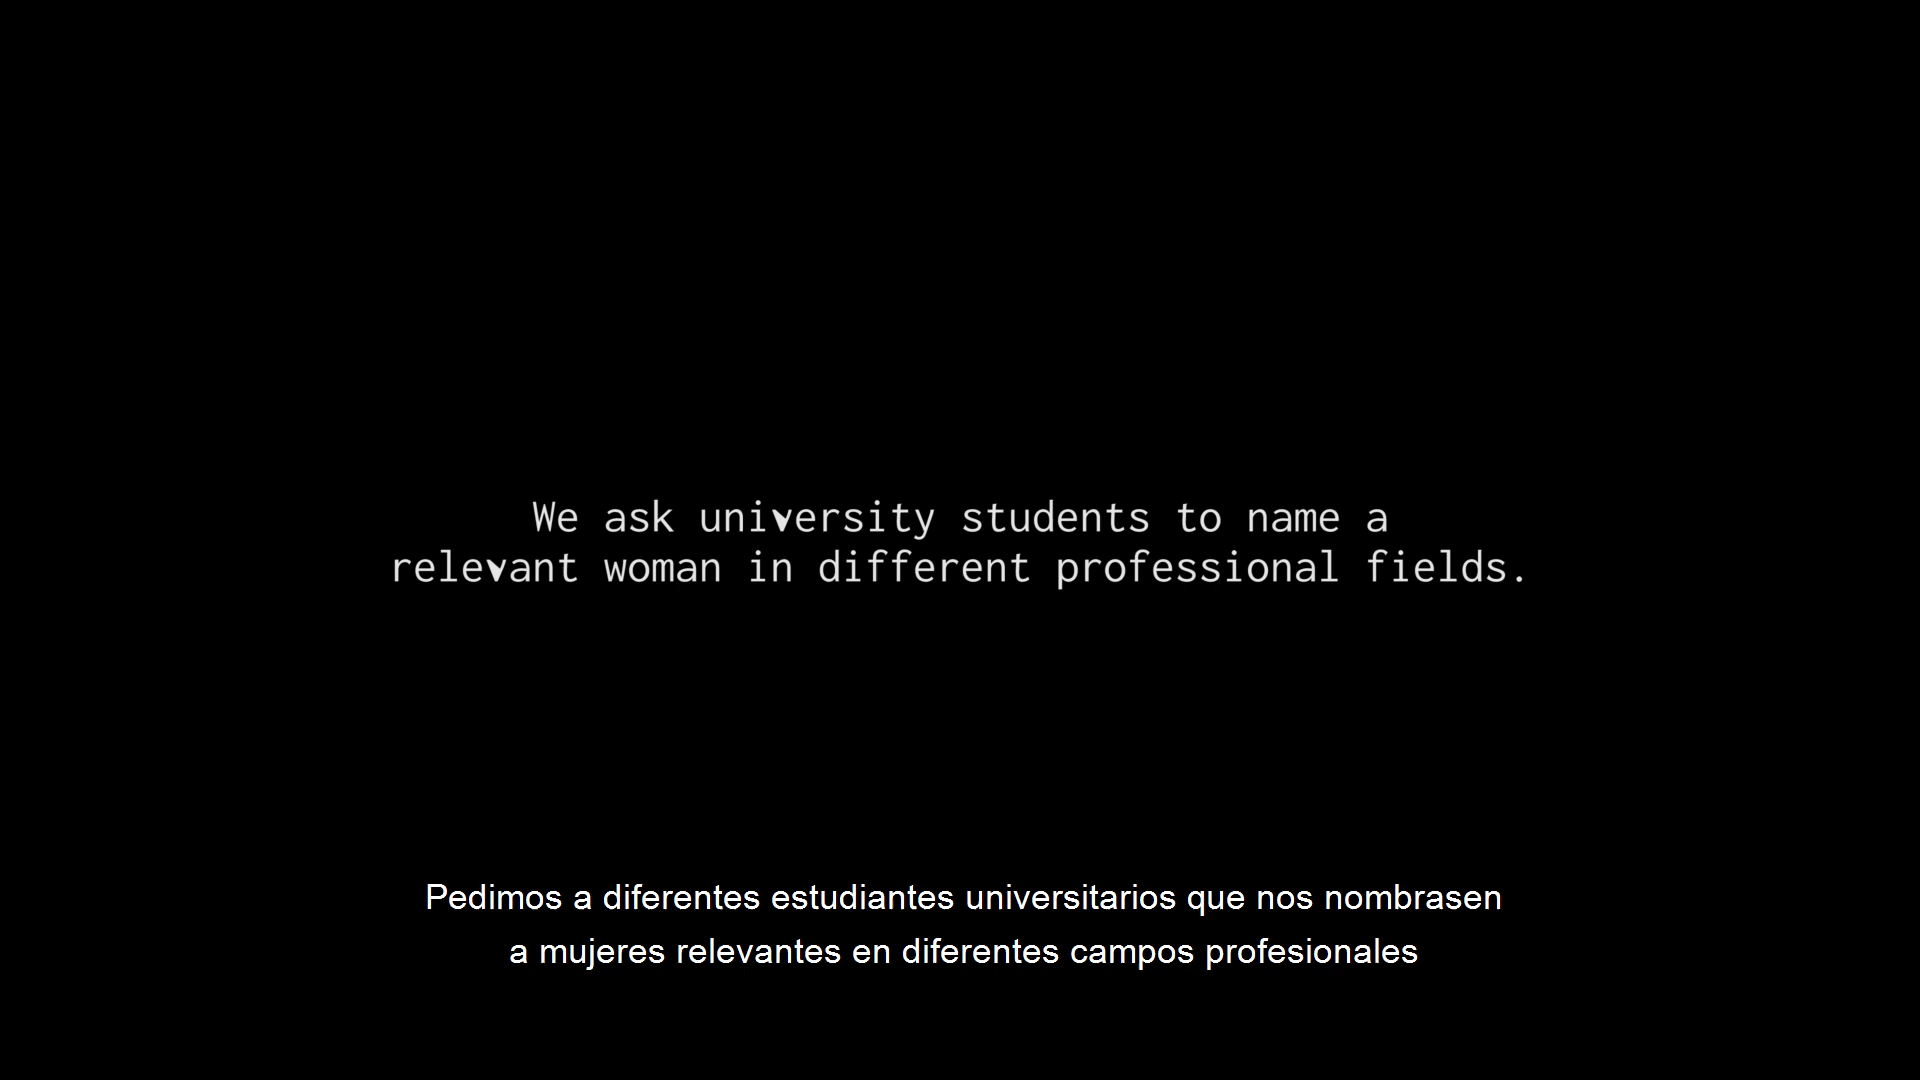 We ask university students to name a
relevant woman in different professional fields.
Pedimos a diferentes estudiantes universitarios que nos nombrasen
a mujeres relevantes en diferentes campos profesionales